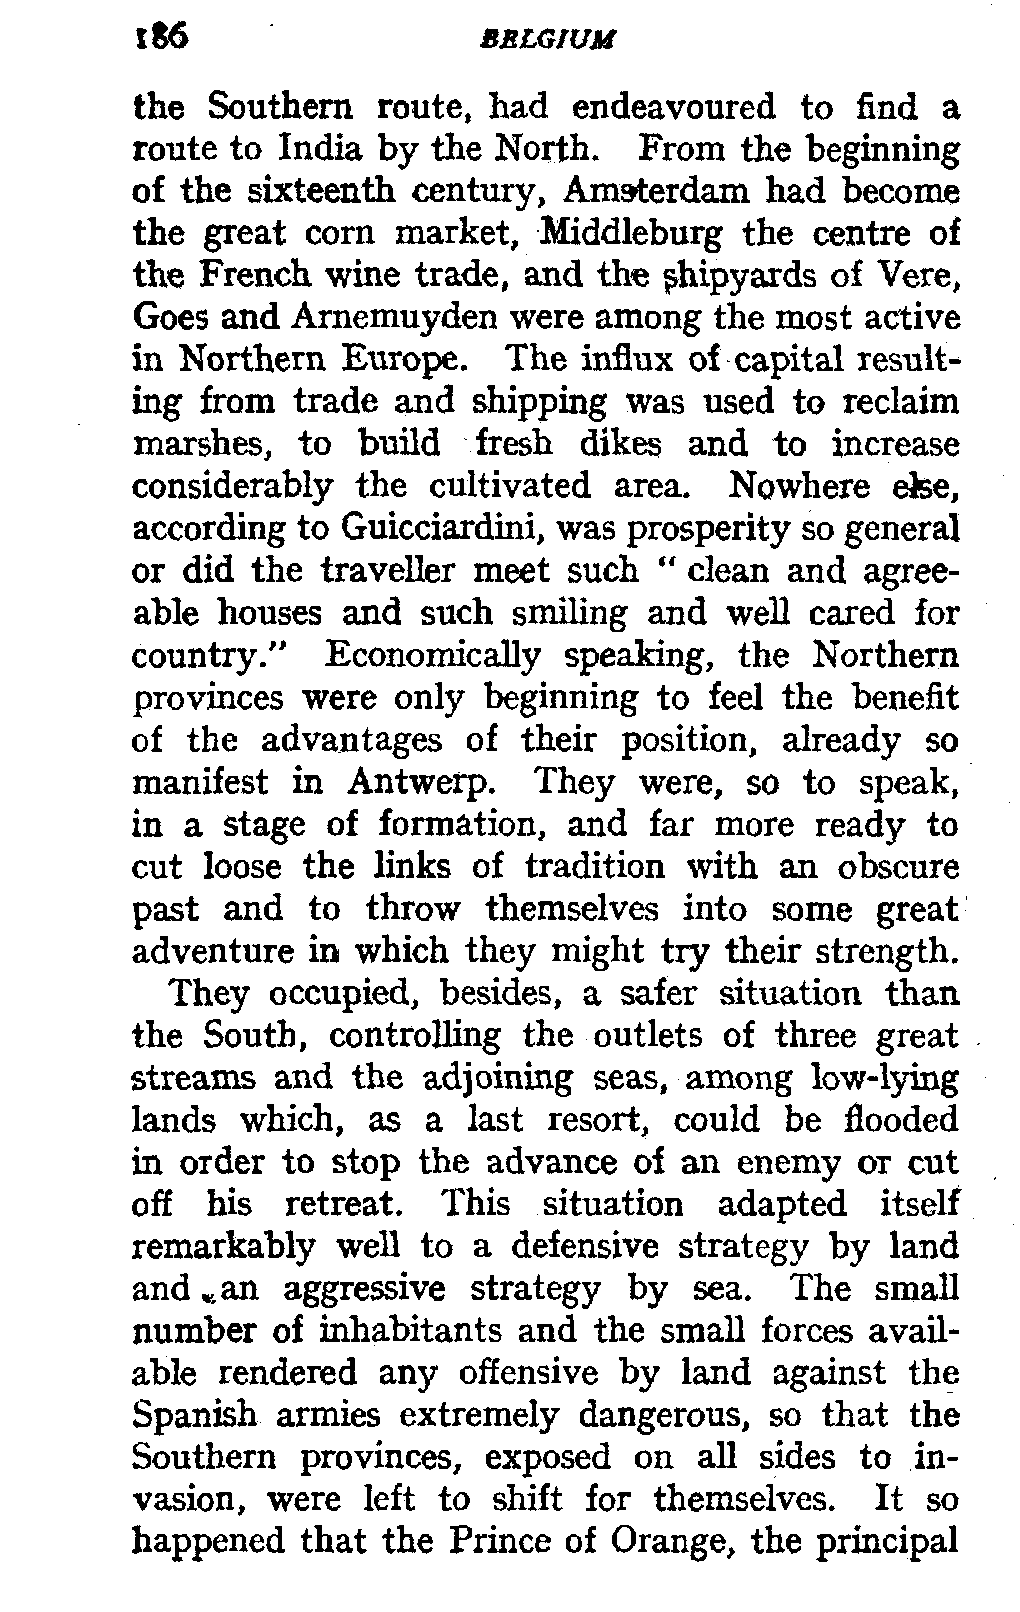 186 BELGIUM
the Southern route, had endeavoured to find a
route to India by the North. From the beginning
of the sixteenth century, Amsterdam had become
the great corn market, Middleburg the centre of
the French wine trade, and the shipyards of Vere,
Goes and Arnemuyden were among the most active
in Northern Europe. The influx of capital result-
ing from trade and shipping was used to reclaim
marshes, to build fresh dikes and to increase
considerably the cultivated area. Nowhere else,
according to Guicciardini, was prosperity so general
or did the traveller meet such " clean and agree-
able houses and such smiling and well cared for
country." Economically speaking, the Northern
provinces were only beginning to feel the benefit
of the advantages of their position, already so
manifest in Antwerp. They were, so to speak,
in a stage of formation, and far more ready to
cut loose the links of tradition with an obscure
past and to throw themselves into some great
adventure in which they might try their strength.
They occupied, besides, a safer situation than
the South, controlling the outlets of three great
streams and the adjoining seas, among low-lying
lands which, as a last resort, could be flooded
in order to stop the advance of an enemy or cut
off his retreat. This situation adapted itself
remarkably well to a defensive strategy by land
and an aggressive strategy by sea. The small
number of inhabitants and the small forces avail-
able rendered any offensive by land against the
Spanish armies extremely dangerous, so that the
Southern provinces, exposed on all sides to in-
vasion, were left to shift for themselves. It so
happened that the Prince of Orange, the principal